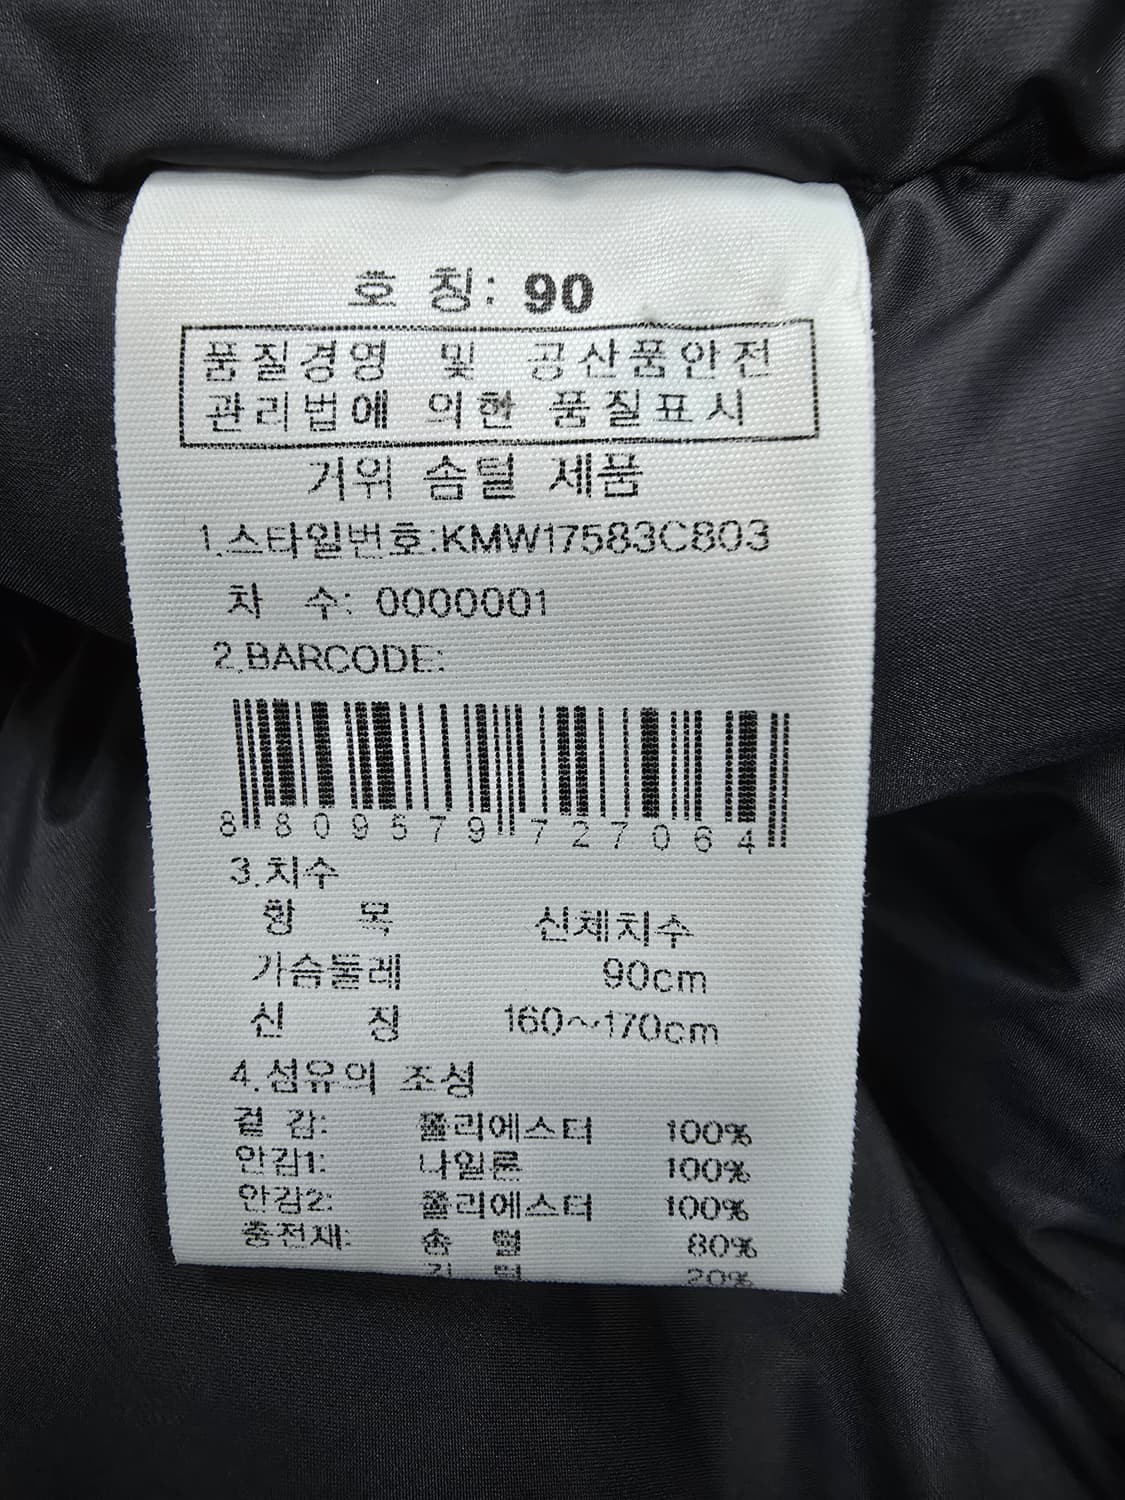 호 칭: 90
품질경영 및 공산품안전
관리법에 의한 품질표시
거위 솜털 제품
1.스타일번호:KMW17583C803
차 수: 0000001
2.BARCODE:
8 809579 727064
3.치수
항 목 신체치수
가슴둘레 90cm
신 장 160~170cm
4.섬유의 조성
겉 감: 폴리에스터 100%
안감1: 나일론 100%
안감2: 폴리에스터 100%
충전재: 솜 털 80%
깃 털 20%